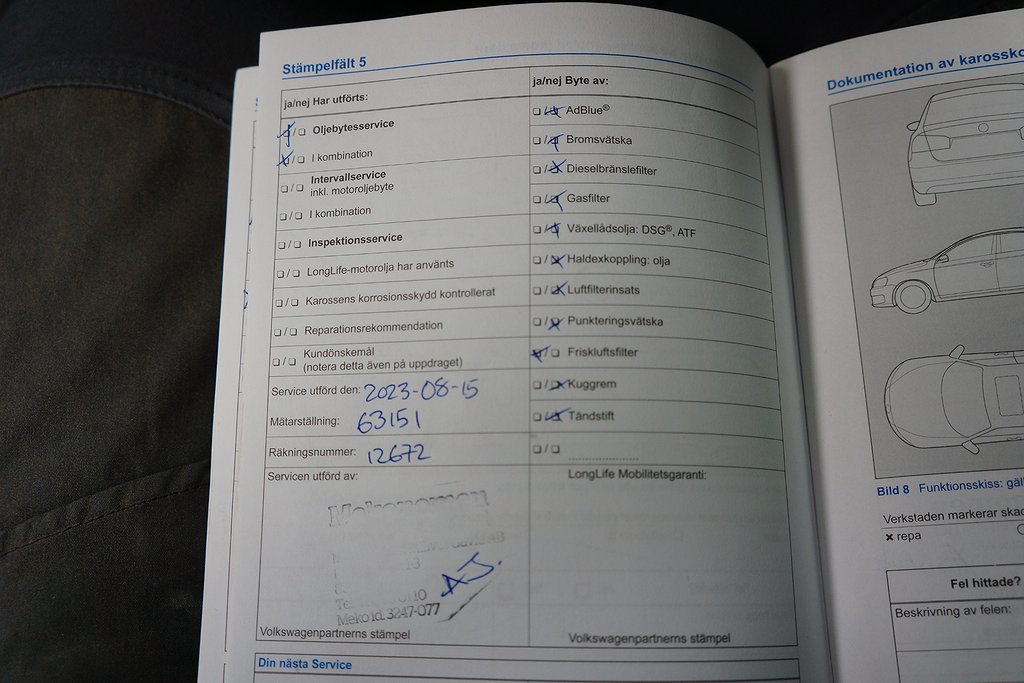 Stämpelfält 5
ja/nej Har utförts:
☑/☐ Oljebytesservice
☑/☐ I kombination
☐/☐ Intervallservice
inkl. motoroljebyte
☐/☐ I kombination
☐/☐ Inspektionsservice
☐/☐ LongLife-motorolja har använts
☐/☐ Karossens korrosionsskydd kontrollerat
☐/☐ Reparationsrekommendation
☐/☐ Kundönskemål
(notera detta även på uppdraget)
Service utförd den: 2023-08-15
Mätarställning: 63151
Räkningsnummer: 12672
Servicen utförd av:
Mekonomen
Meko id. 3247-077
AJ.
Volkswagenpartnerns stämpel
ja/nej Byte av:
☐/☒ AdBlue®
☐/☒ Bromsvätska
☐/☒ Dieselbränslefilter
☐/☒ Gasfilter
☐/☒ Växellådsolja: DSG®, ATF
☐/☒ Haldexkoppling: olja
☐/☒ Luftfilterinsats
☐/☒ Punkteringsvätska
☒/☐ Friskluftsfilter
☐/☒ Kuggrem
☐/☒ Tändstift
☐/☐
LongLife Mobilitetsgaranti:
Volkswagenpartnerns stämpel
Din nästa Service
Dokumentation av
Bild 8 Funktionsskiss:
Verkstaden markerar
✖ repa
Fel hittade?
Beskrivning av felen: